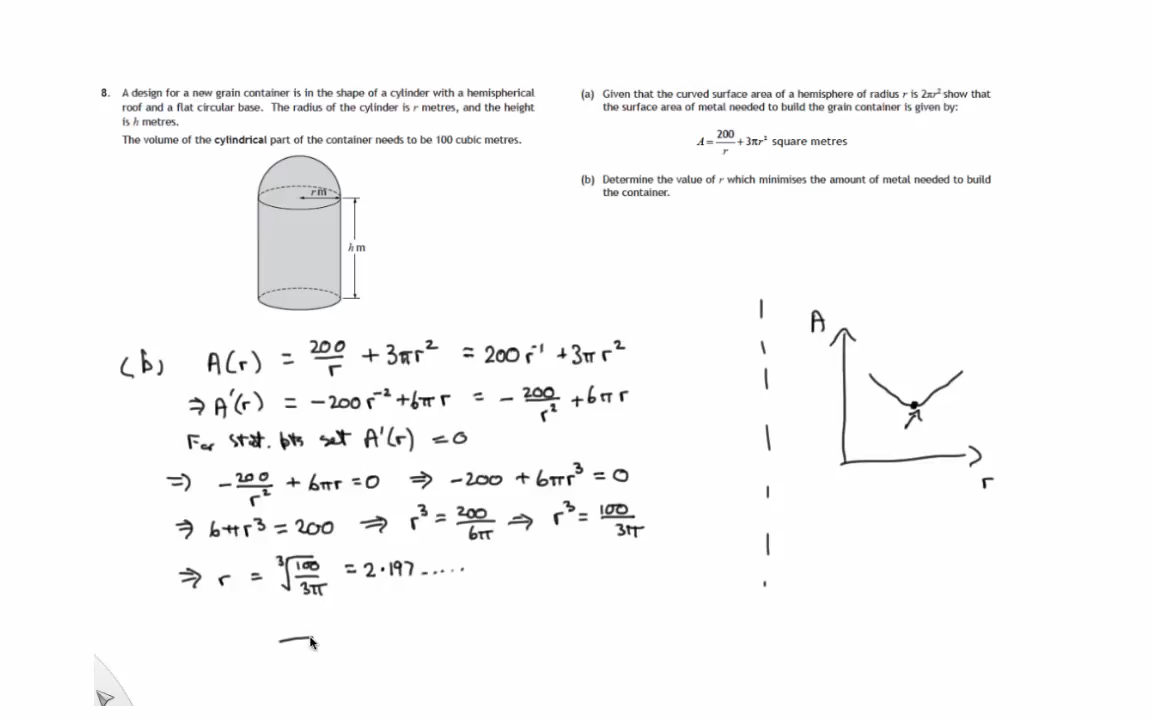 8. A design for a new grain container is in the shape of a cylinder with a hemispherical
roof and a flat circular base. The radius of the cylinder is r metres, and the height
is h metres.
The volume of the cylindrical part of the container needs to be 100 cubic metres.
r m
h m
(a) Given that the curved surface area of a hemisphere of radius r is 2πr² show that
the surface area of metal needed to build the grain container is given by:
A = 200/r + 3πr² square metres
(b) Determine the value of r which minimises the amount of metal needed to build
the container.
(b) A(r) = 200/r + 3πr² = 200r⁻¹ + 3πr²
⇒ A'(r) = -200r⁻² + 6πr = - 200/r² + 6πr
For stat. pts set A'(r) = 0
⇒ - 200/r² + 6πr = 0 ⇒ -200 + 6πr³ = 0
⇒ 6πr³ = 200 ⇒ r³ = 200/6π ⇒ r³ = 100/3π
⇒ r = ³√(100/3π) = 2.197.....
A
r